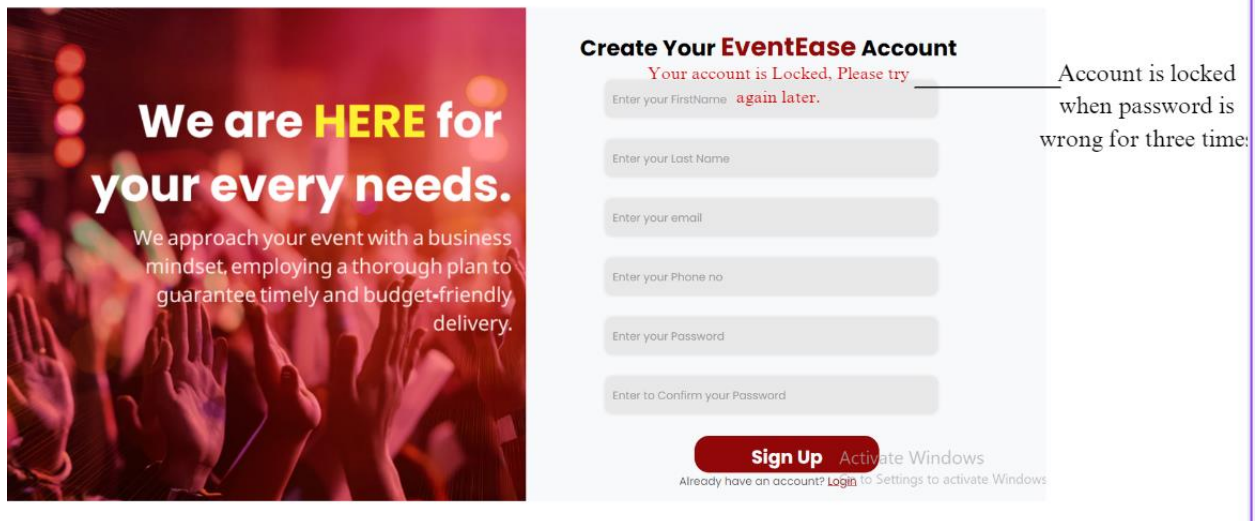 We are HERE for
your every needs.
We approach your event with a business
mindset, employing a thorough plan to
guarantee timely and budget-friendly
delivery.
Create Your EventEase Account
Your account is Locked, Please try
again later.
Enter your FirstName
Enter your Last Name
Enter your email
Enter your Phone no
Enter your Password
Enter to Confirm your Password
Sign Up
Already have an account? Login
Activate Windows
to Settings to activate Windows
Account is locked
when password is
wrong for three times